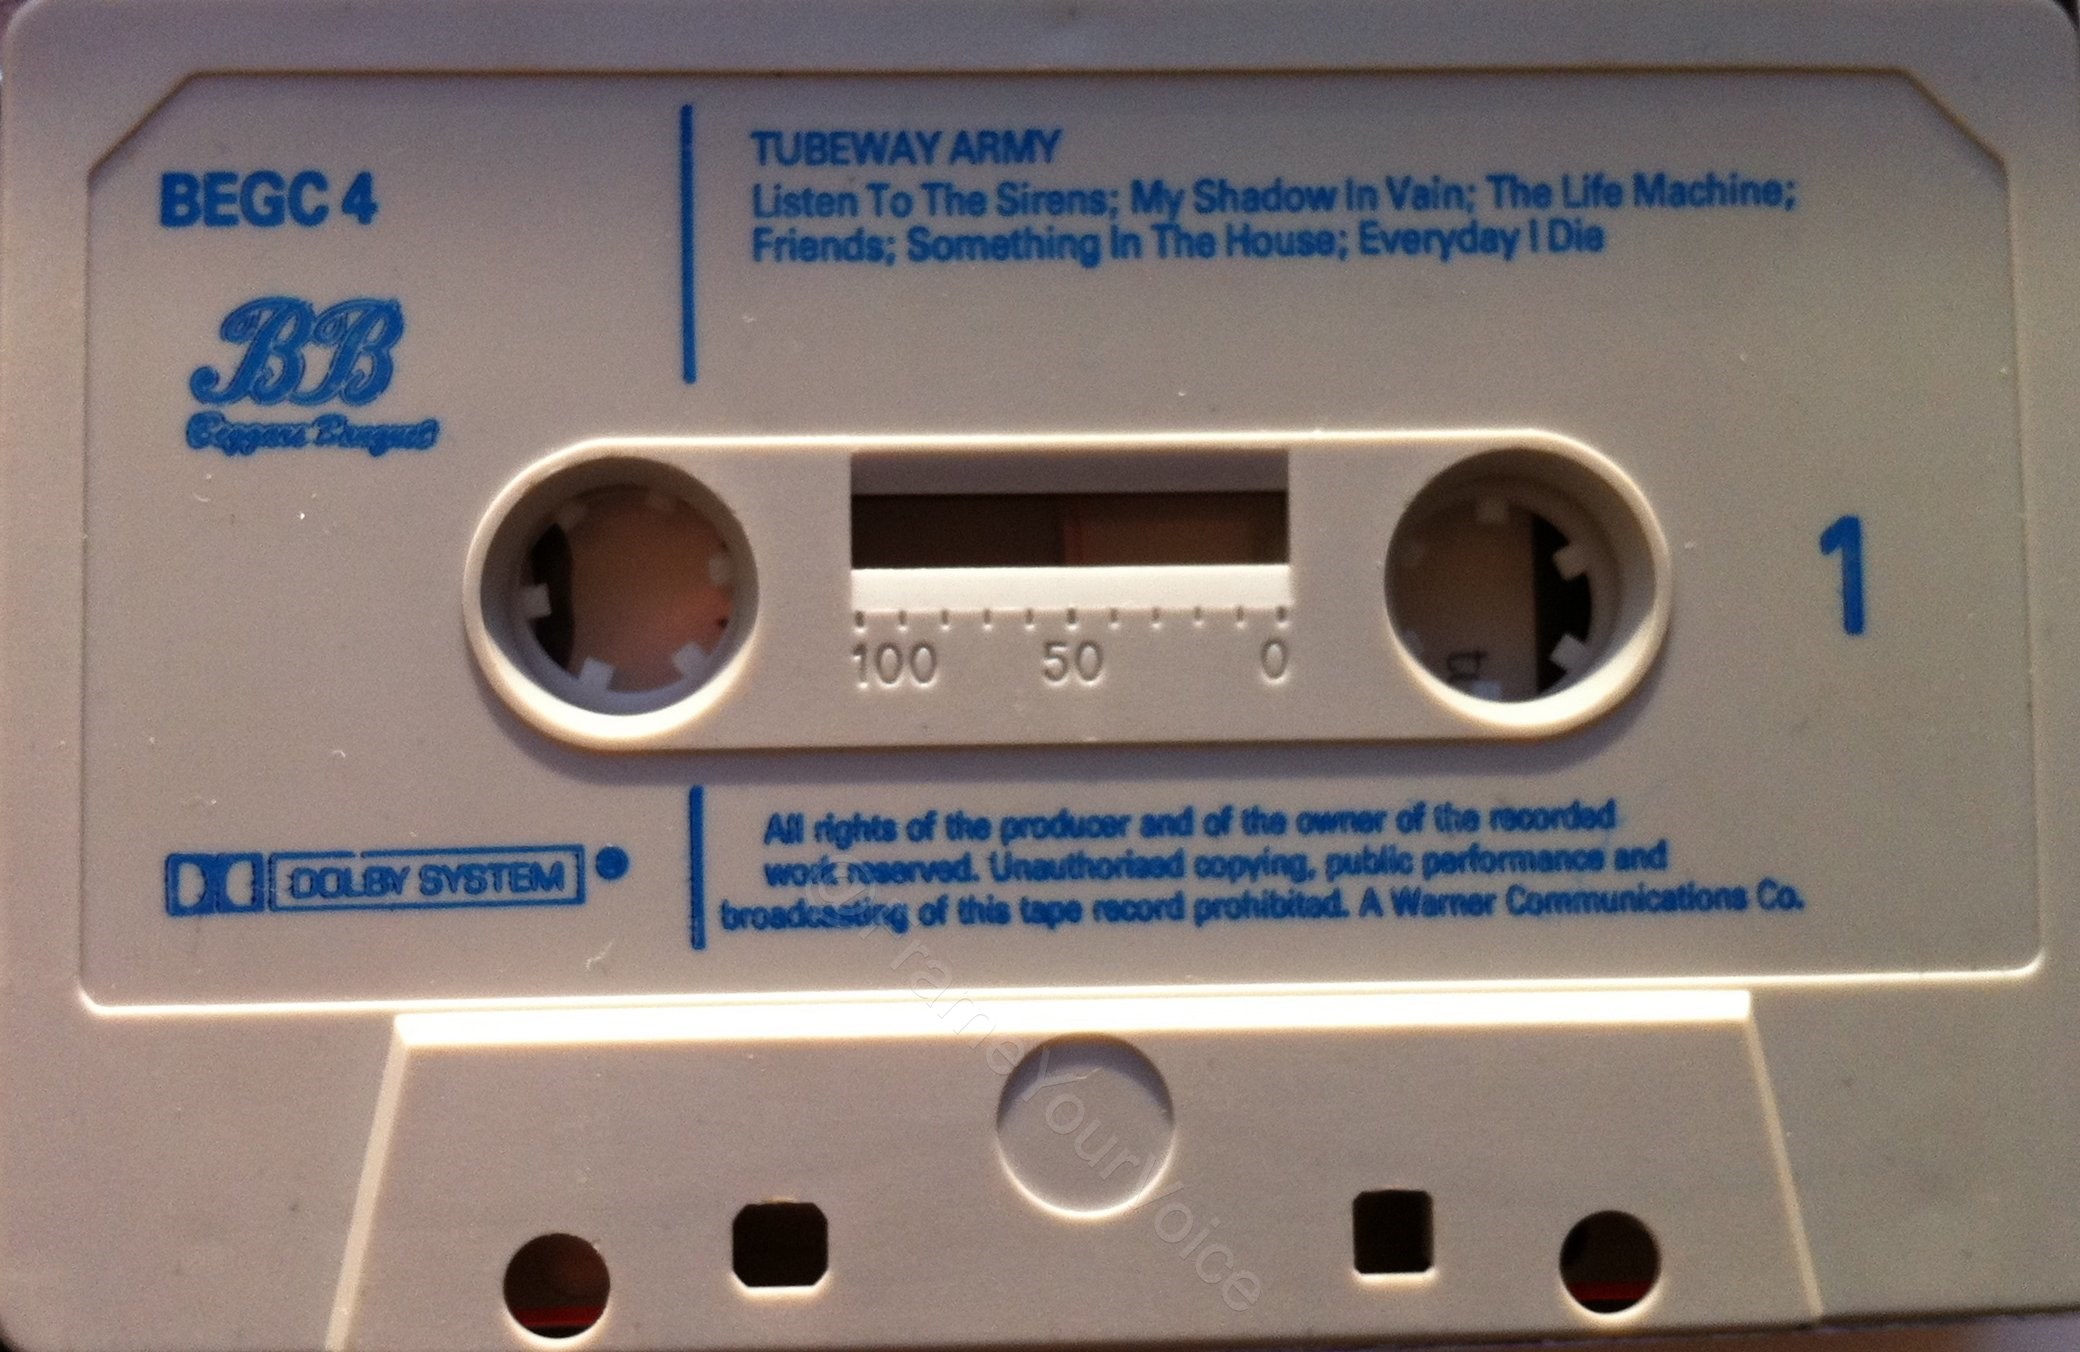 BEGC 4
TUBEWAY ARMY
Listen To The Sirens; My Shadow In Vain; The Life Machine;
Friends; Something In The House; Everyday I Die
BB
Beggars Banquet
1
100 50 0
DOLBY SYSTEM
All rights of the producer and of the owner of the recorded
work reserved. Unauthorised copying, public performance and
broadcasting of this tape record prohibited. A Warner Communications Co.
@FrameYourVoice